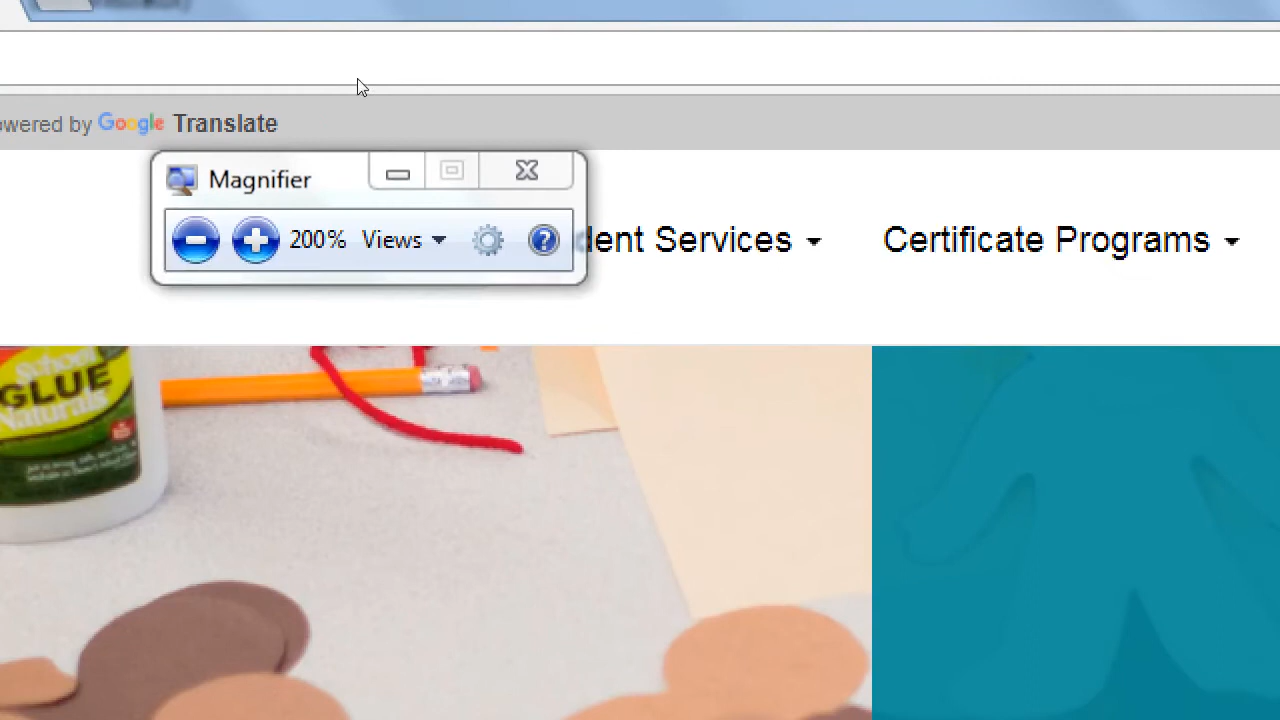 owered by Google Translate
Magnifier
200% Views
dent Services
Certificate Programs
School
GLUE
Naturals